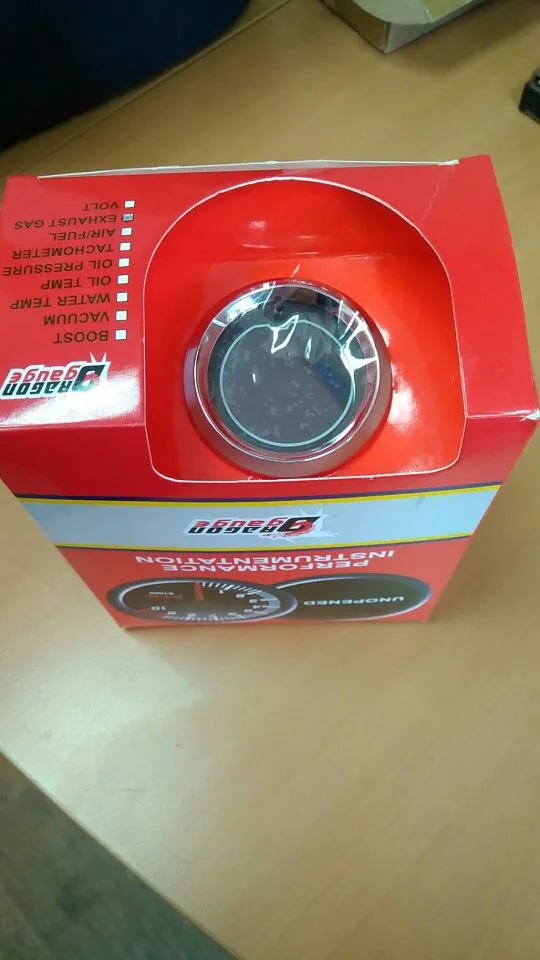 DRAGON
gauge
BOOST
VACUUM
WATER TEMP
OIL TEMP
OIL PRESSURE
TACHOMETER
AIR/FUEL
EXHAUST GAS
VOLT
DRAGON
gauge
PERFORMANCE
INSTRUMENTATION
UNOPENED